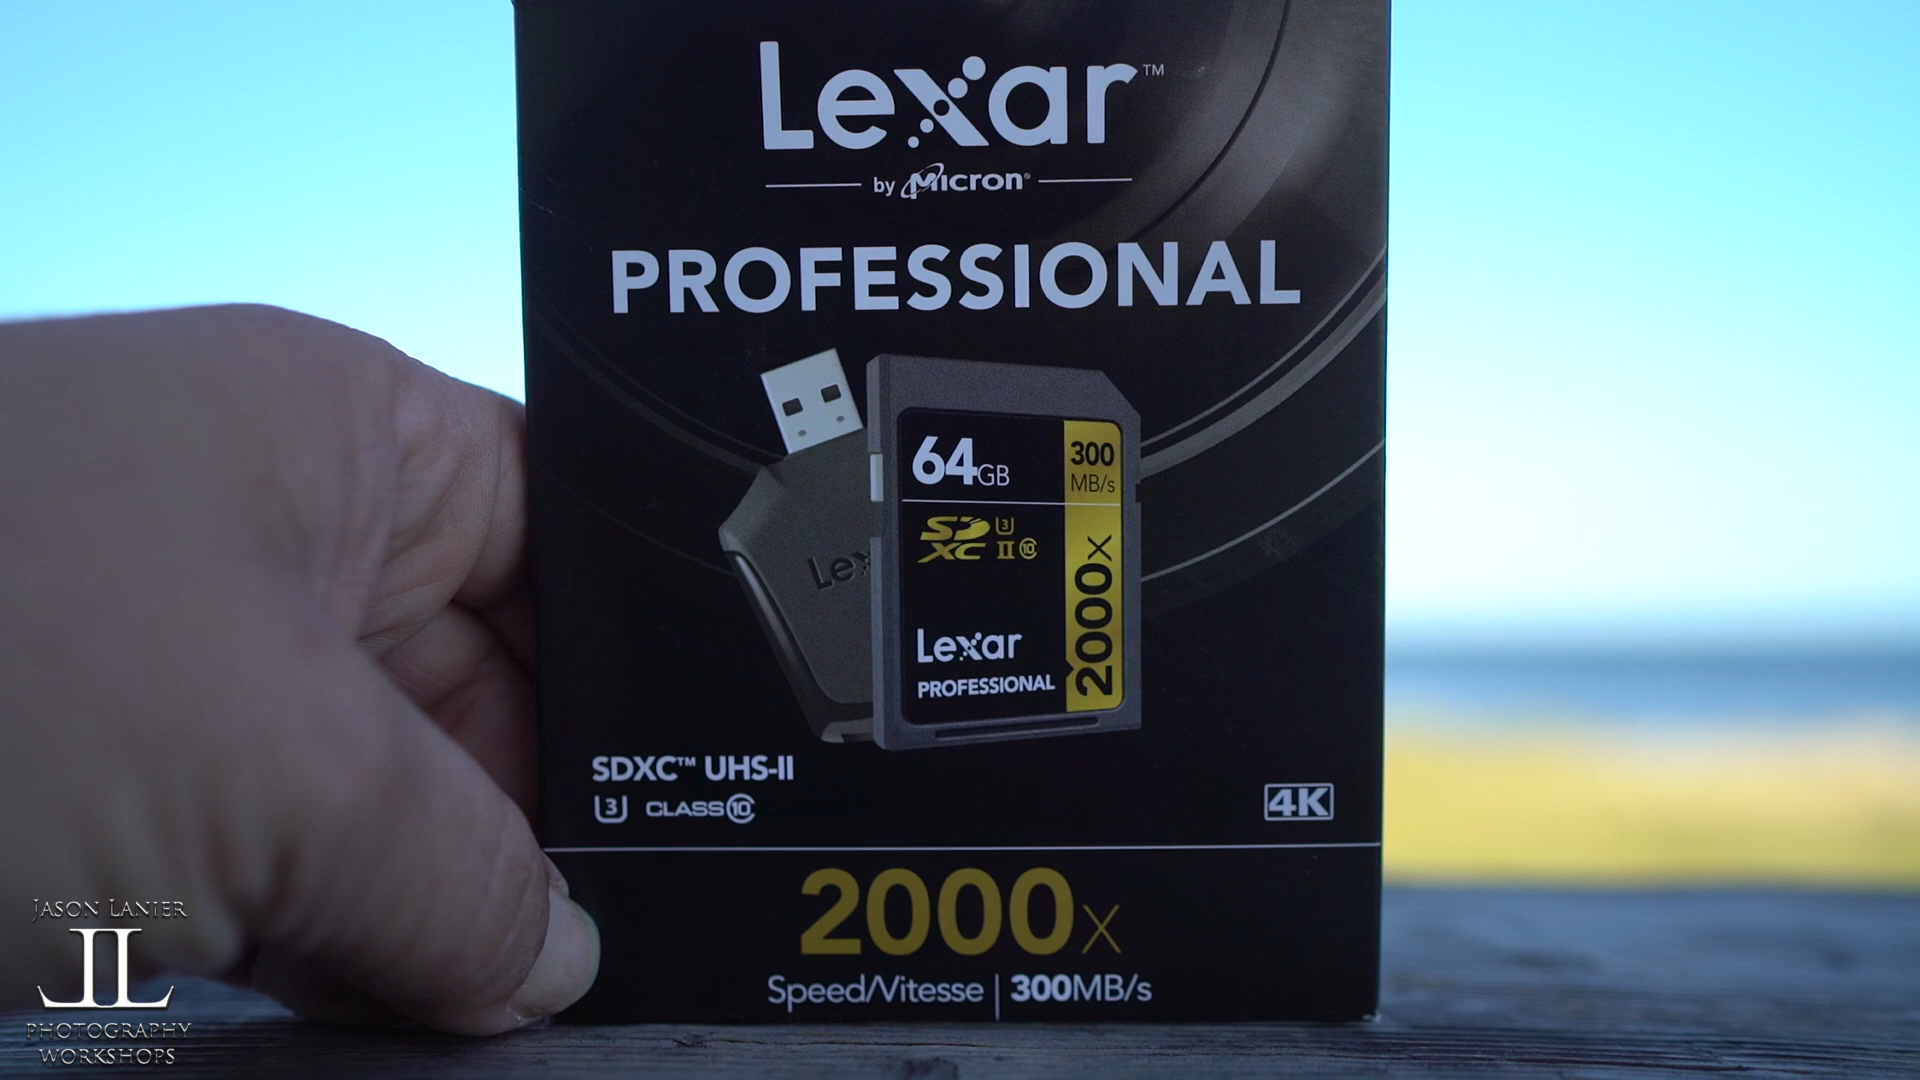 Lexar™
by Micron®
PROFESSIONAL
64GB
300
MB/s
SD
XC
3
II 10
2000x
Lex
Lexar
PROFESSIONAL
SDXC™ UHS-II
3 CLASS 10
4K
2000x
Speed/Vitesse | 300MB/s
JASON LANIER
JL
PHOTOGRAPHY
WORKSHOPS